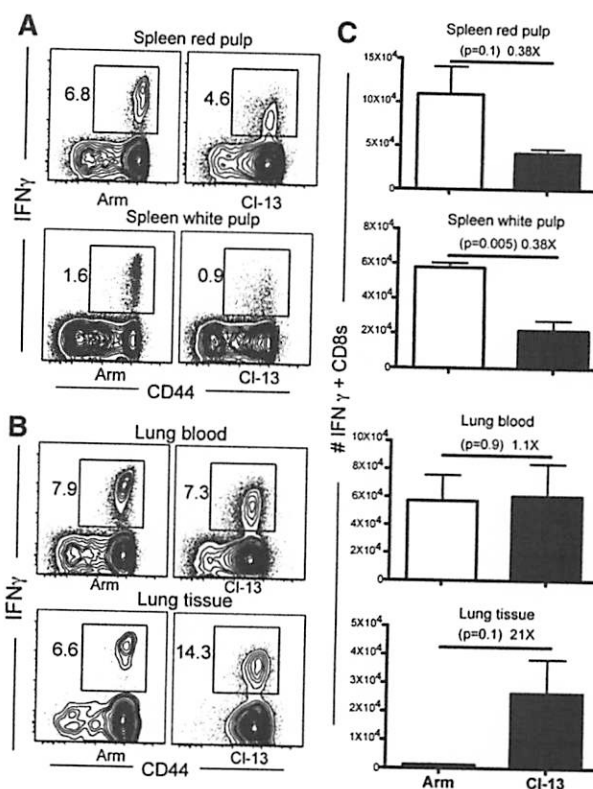 A
Spleen red pulp
6.8
4.6
Arm
Cl-13
IFNγ
Spleen white pulp
1.6
0.9
Arm
Cl-13
CD44
B
Lung blood
7.9
7.3
Arm
Cl-13
IFNγ
Lung tissue
6.6
14.3
Arm
Cl-13
CD44
C
# IFNγ + CD8s
Spleen red pulp
(p=0.1) 0.38X
15X10⁴
10X10⁴
5X10⁴
0
Spleen white pulp
(p=0.005) 0.38X
8X10⁴
6X10⁴
4X10⁴
2X10⁴
0
Lung blood
(p=0.9) 1.1X
10X10⁴
8X10⁴
6X10⁴
4X10⁴
2X10⁴
0
Lung tissue
(p=0.1) 21X
5X10⁴
4X10⁴
3X10⁴
2X10⁴
1X10⁴
0
Arm
Cl-13